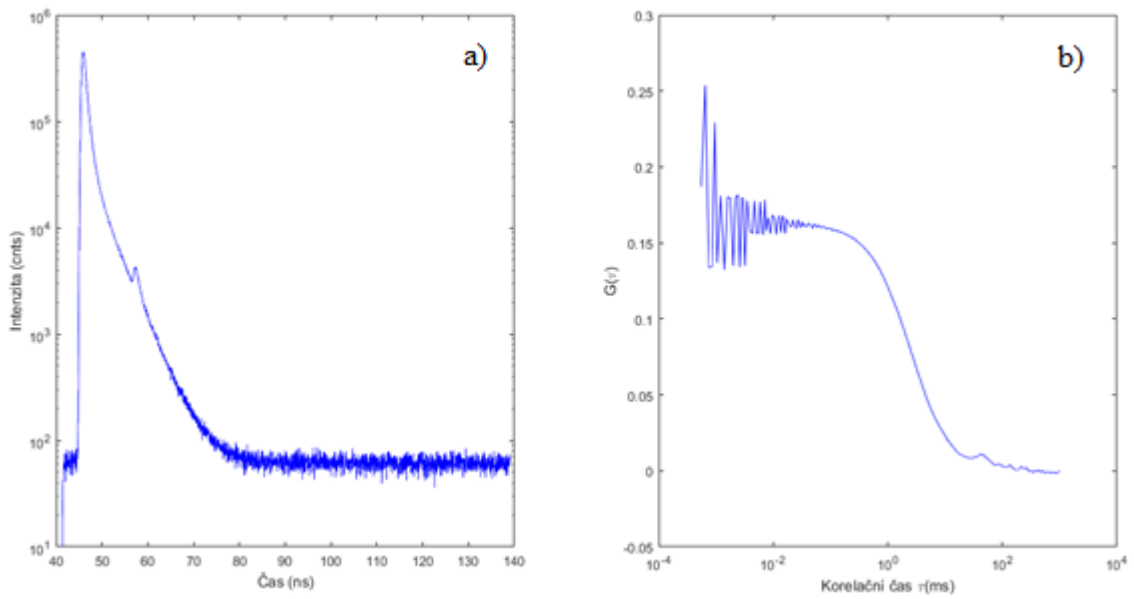 a)
10^6
10^5
10^4
10^3
10^2
10^1
Intenzita (cnts)
40 50 60 70 80 90 100 110 120 130 140
Čas (ns)
b)
0.3
0.25
0.2
0.15
0.1
0.05
0
-0.05
G(τ)
10^-4 10^-2 10^0 10^2 10^4
Korelační čas τ(ms)